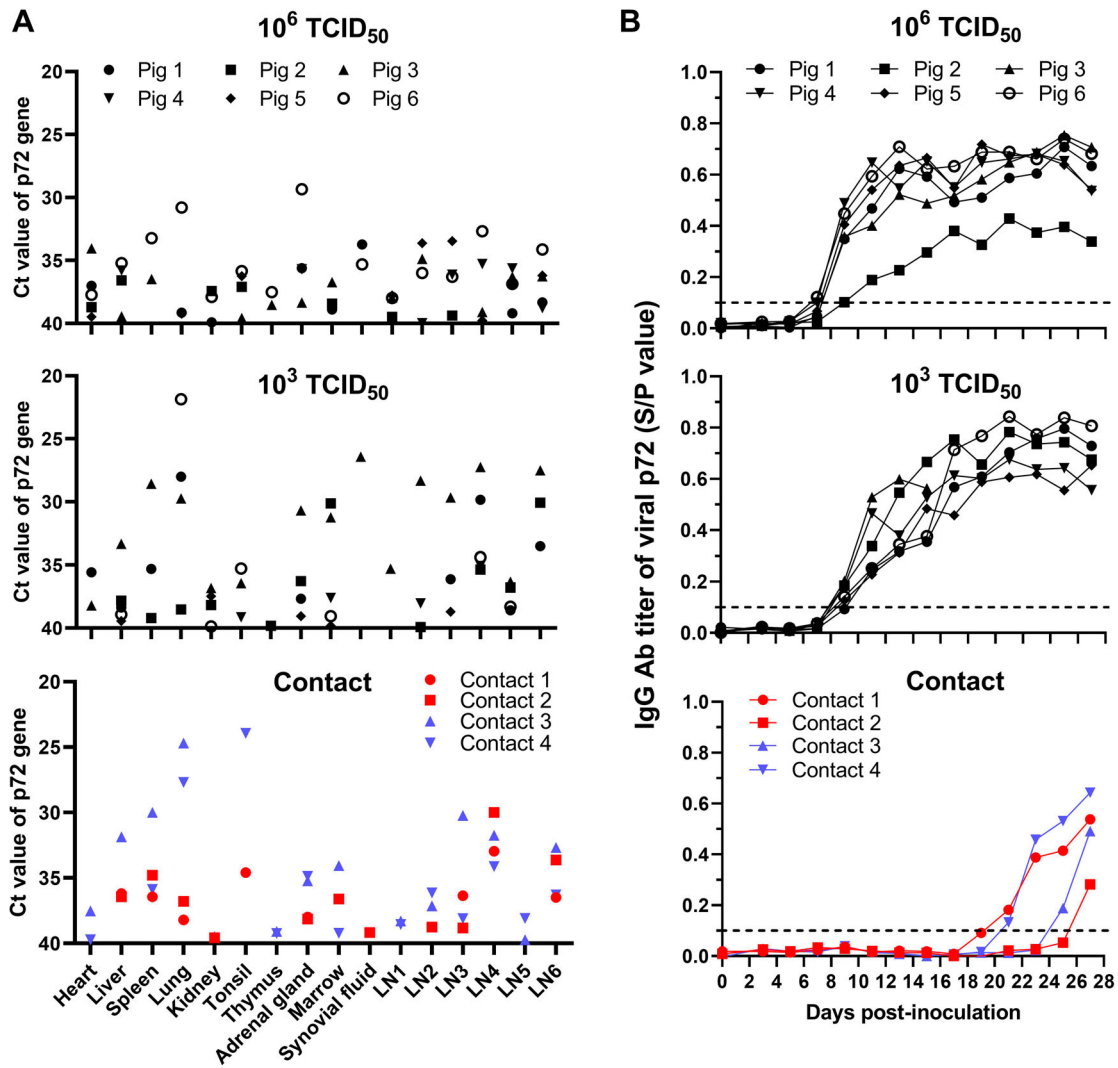 A
10⁶ TCID₅₀
Pig 1 Pig 2 Pig 3
Pig 4 Pig 5 Pig 6
Ct value of p72 gene
20
25
30
35
40
10³ TCID₅₀
Ct value of p72 gene
20
25
30
35
40
Contact
Contact 1
Contact 2
Contact 3
Contact 4
Ct value of p72 gene
20
25
30
35
40
Heart
Liver
Spleen
Lung
Kidney
Tonsil
Thymus
Adrenal gland
Marrow
Synovial fluid
LN1
LN2
LN3
LN4
LN5
LN6
B
10⁶ TCID₅₀
Pig 1 Pig 2 Pig 3
Pig 4 Pig 5 Pig 6
IgG Ab titer of viral p72 (S/P value)
1.0
0.8
0.6
0.4
0.2
0.0
10³ TCID₅₀
1.0
0.8
0.6
0.4
0.2
0.0
Contact
Contact 1
Contact 2
Contact 3
Contact 4
1.0
0.8
0.6
0.4
0.2
0.0
0 2 4 6 8 10 12 14 16 18 20 22 24 26 28
Days post-inoculation